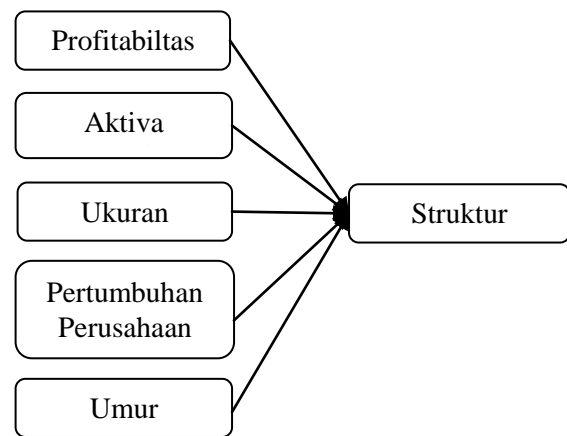 Profitabiltas
Aktiva
Ukuran
Struktur
Pertumbuhan
Perusahaan
Umur